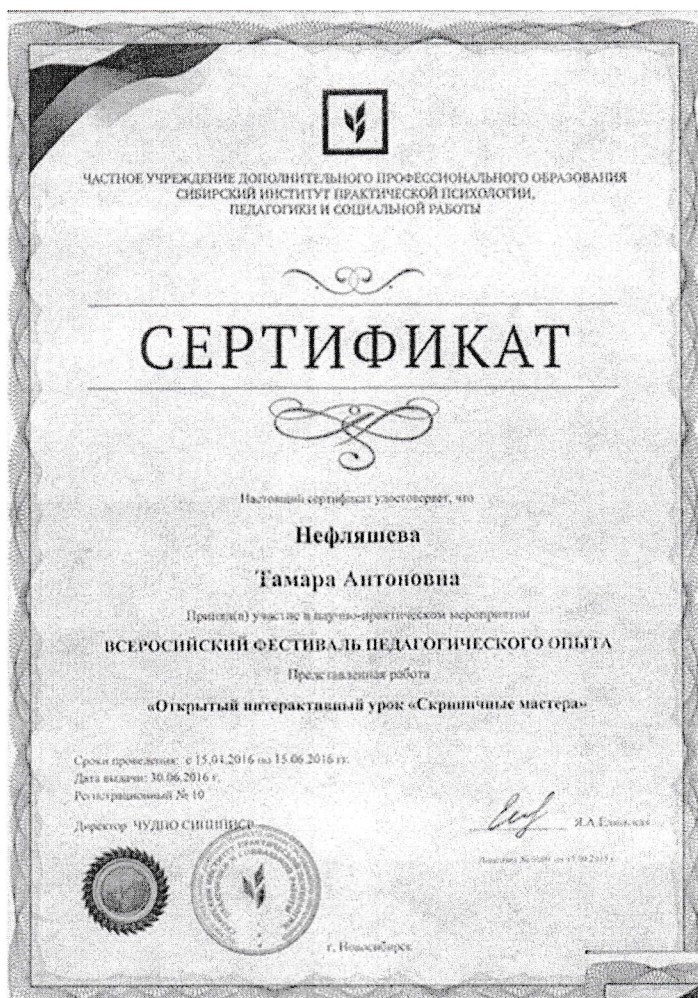 ЧАСТНОЕ УЧРЕЖДЕНИЕ ДОПОЛНИТЕЛЬНОГО ПРОФЕССИОНАЛЬНОГО ОБРАЗОВАНИЯ
СИБИРСКИЙ ИНСТИТУТ ПРАКТИЧЕСКОЙ ПСИХОЛОГИИ,
ПЕДАГОГИКИ И СОЦИАЛЬНОЙ РАБОТЫ
СЕРТИФИКАТ
Настоящий сертификат удостоверяет, что
Нефляшева
Тамара Антоновна
Принял(а) участие в научно-практическом мероприятии
ВСЕРОСИЙСКИЙ ФЕСТИВАЛЬ ПЕДАГОГИЧЕСКОГО ОПЫТА
Представленная работа
«Открытый интерактивный урок «Скрипичные мастера»
Сроки проведения: с 15.04.2016 по 15.06.2016 гг.
Дата выдачи: 30.06.2016 г.
Регистрационный № 10
Директор ЧУДПО СИПППИСР
Я.А.
Лицензия №
г. Новосибирск